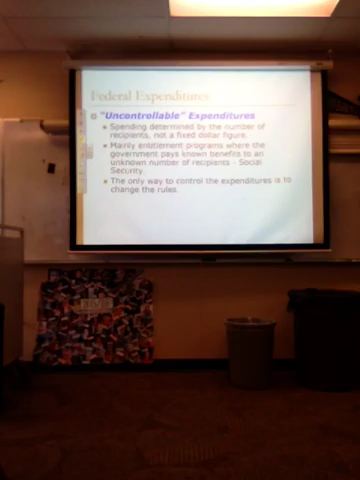 Federal Expenditures
"Uncontrollable" Expenditures
Spending determined by the number of
recipients, not a fixed dollar figure.
Mainly entitlement programs where the
government pays known benefits to an
unknown number of recipients - Social
Security.
The only way to control the expenditures is to
change the rules.